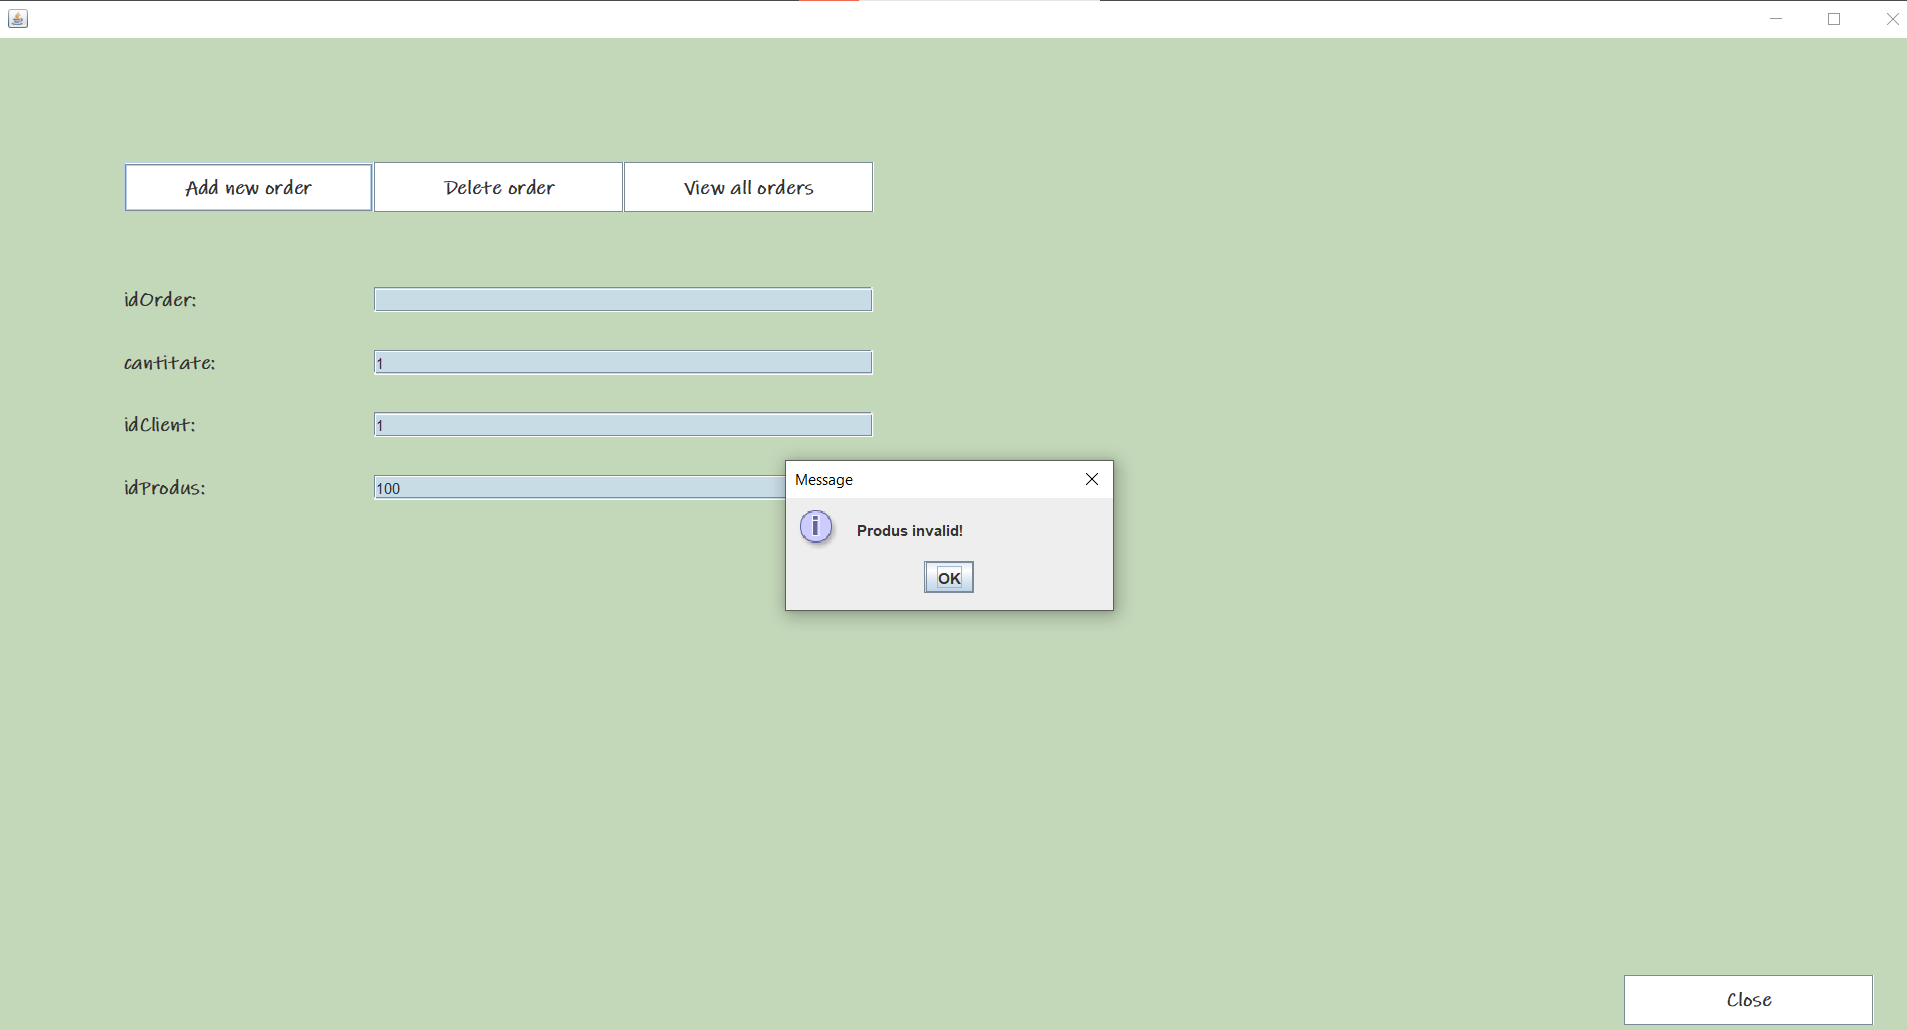 Add new order Delete order View all orders
idOrder:
cantitate: 1
idClient: 1
idProdus: 100
Message
Produs invalid!
OK
Close